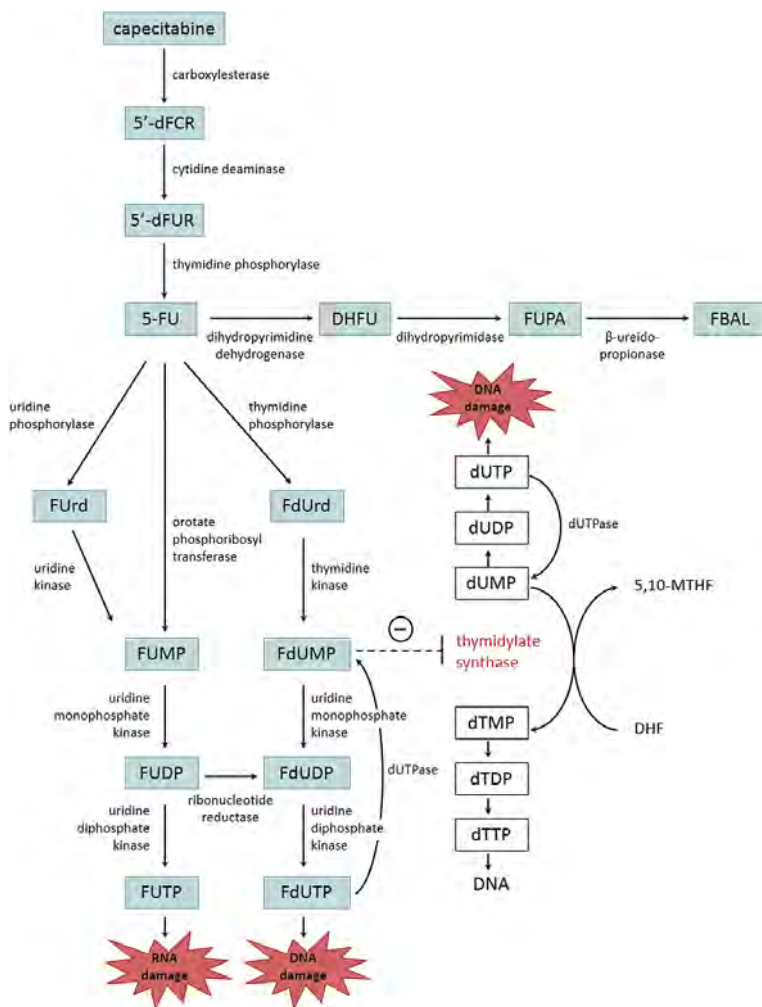 capecitabine
carboxylesterase
5'-dFCR
cytidine deaminase
5'-dFUR
thymidine phosphorylase
5-FU
DHFU
FUPA
FBAL
dihydropyrimidine
dehydrogenase
dihydropyrimidase
β-ureido-
propionase
DNA
damage
uridine
phosphorylase
thymidine
phosphorylase
dUTP
FUrd
FdUrd
orotate
phosphoribosyl
transferase
dUDP
dUTPase
uridine
kinase
thymidine
kinase
dUMP
5,10-MTHF
FUMP
FdUMP
−
thymidylate
synthase
uridine
monophosphate
kinase
uridine
monophosphate
kinase
dTMP
DHF
FUDP
FdUDP
dUTPase
dTDP
ribonucleotide
reductase
uridine
diphosphate
kinase
uridine
diphosphate
kinase
dTTP
FUTP
FdUTP
DNA
RNA
damage
DNA
damage